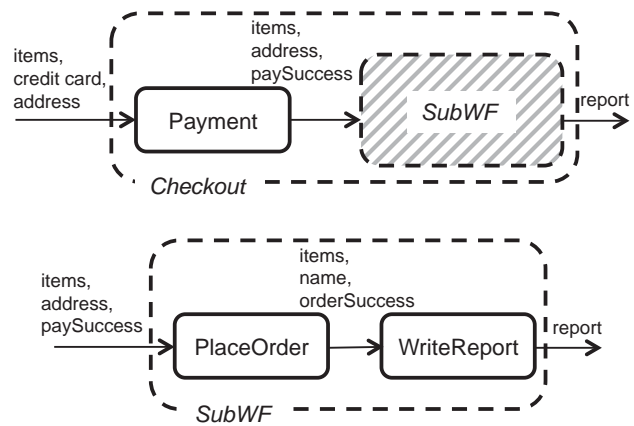 items,
credit card,
address
items,
address,
paySuccess
Payment
SubWF
report
Checkout
items,
address,
paySuccess
items,
name,
orderSuccess
PlaceOrder
WriteReport
report
SubWF